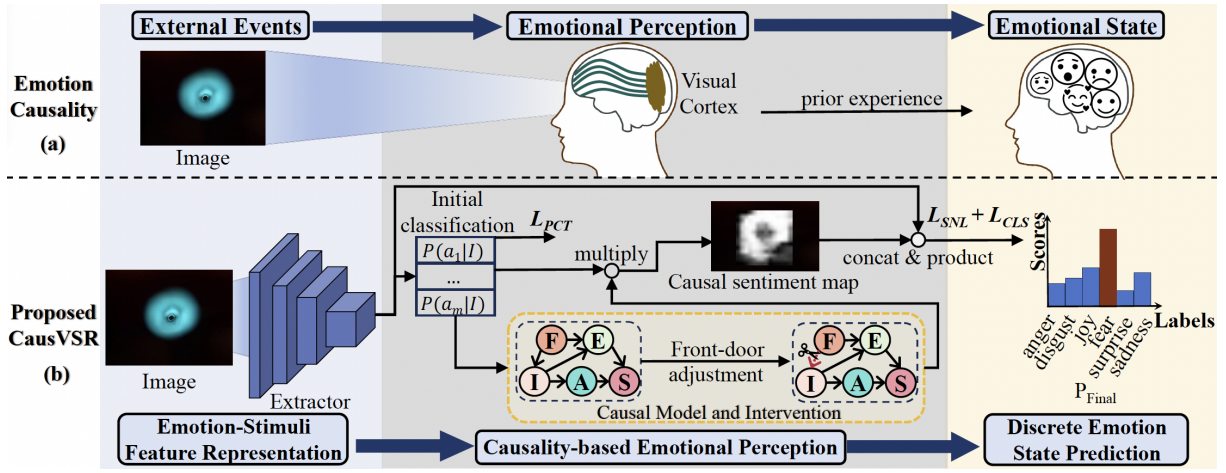 External Events
Emotional Perception
Emotional State
Emotion
Causality
(a)
Image
Visual
Cortex
prior experience
Proposed
CausVSR
(b)
Image
Extractor
Initial
classification
P(a₁|I)
...
P(aₘ|I)
L_PCT
multiply
Causal sentiment map
concat & product
L_SNL + L_CLS
F
E
I
A
S
Front-door
adjustment
F
E
I
A
S
Causal Model and Intervention
Scores
anger
disgust
joy
fear
surprise
sadness
Labels
P_Final
Emotion-Stimuli
Feature Representation
Causality-based Emotional Perception
Discrete Emotion
State Prediction